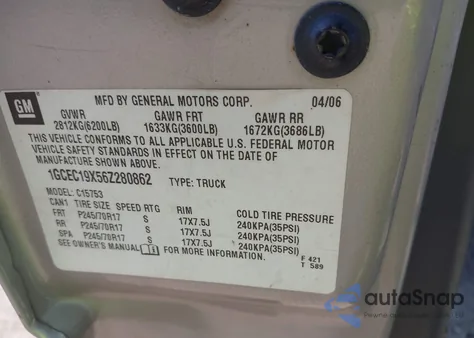 GM
MFD BY GENERAL MOTORS CORP. 04/06
GVWR GAWR FRT GAWR RR
2812KG(6200LB) 1633KG(3600LB) 1672KG(3686LB)
THIS VEHICLE CONFORMS TO ALL APPLICABLE U.S. FEDERAL MOTOR
VEHICLE SAFETY STANDARDS IN EFFECT ON THE DATE OF
MANUFACTURE SHOWN ABOVE.
1GCEC19X56Z280862 TYPE: TRUCK
MODEL: C15753
CAN1 TIRE SIZE SPEED RTG RIM COLD TIRE PRESSURE
FRT P245/70R17 S 17X7.5J 240KPA(35PSI)
RR P245/70R17 S 17X7.5J 240KPA(35PSI)
SPA P245/70R17 S 17X7.5J 240KPA(35PSI)
SEE OWNER'S MANUAL FOR MORE INFORMATION.
F 421
T 509
autoSnap